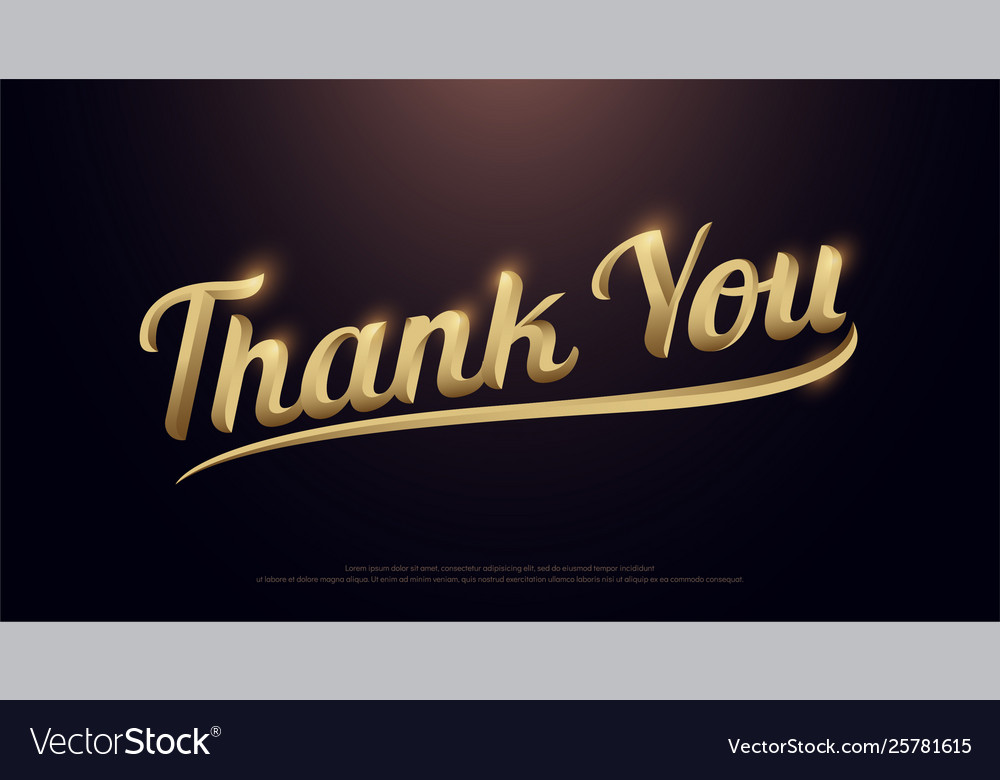 Thank You
Lorem ipsum dolor sit amet, consectetur adipisicing elit, sed do eiusmod tempor incididunt
ut labore et dolore magna aliqua. Ut enim ad minim veniam, quis nostrud exercitation ullamco laboris nisi ut aliquip ex ea commodo consequat.
VectorStock®
VectorStock.com/25781615